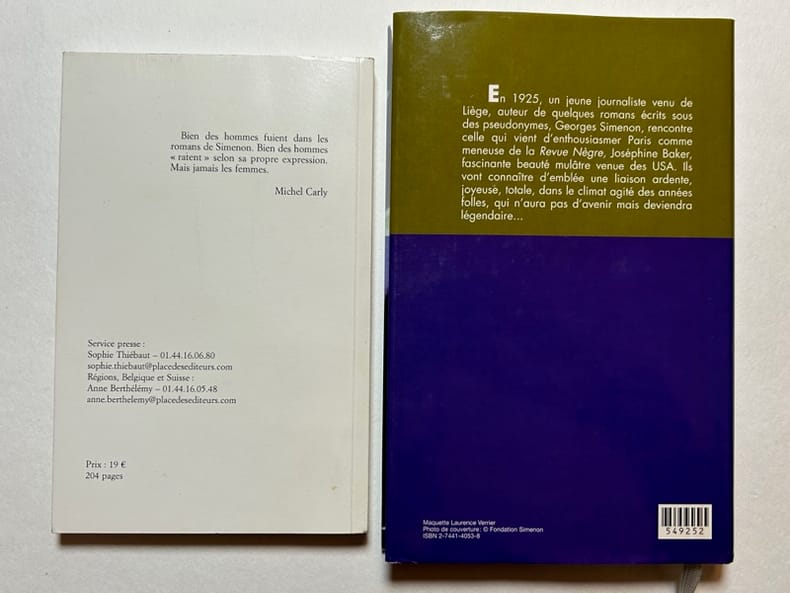 Bien des hommes fuient dans les
romans de Simenon. Bien des hommes
« ratent » selon sa propre expression.
Mais jamais les femmes.
Michel Carly
Service presse :
Sophie Thiébaut – 01.44.16.06.80
sophie.thiebaut@placedesediteurs.com
Régions, Belgique et Suisse :
Anne Berthélémy – 01.44.16.05.48
anne.berthelemy@placedesediteurs.com
Prix : 19 €
204 pages
En 1925, un jeune journaliste venu de
Liège, auteur de quelques romans écrits sous
des pseudonymes, Georges Simenon, rencontre
celle qui vient d'enthousiasmer Paris comme
meneuse de la Revue Nègre, Joséphine Baker,
fascinante beauté mulâtre venue des USA. Ils
vont connaître d'emblée une liaison ardente,
joyeuse, totale, dans le climat agité des années
folles, qui n'aura pas d'avenir mais deviendra
légendaire...
Maquette Laurence Verrier
Photo de couverture : © Fondation Simenon
ISBN 2-7441-4053-8
549252